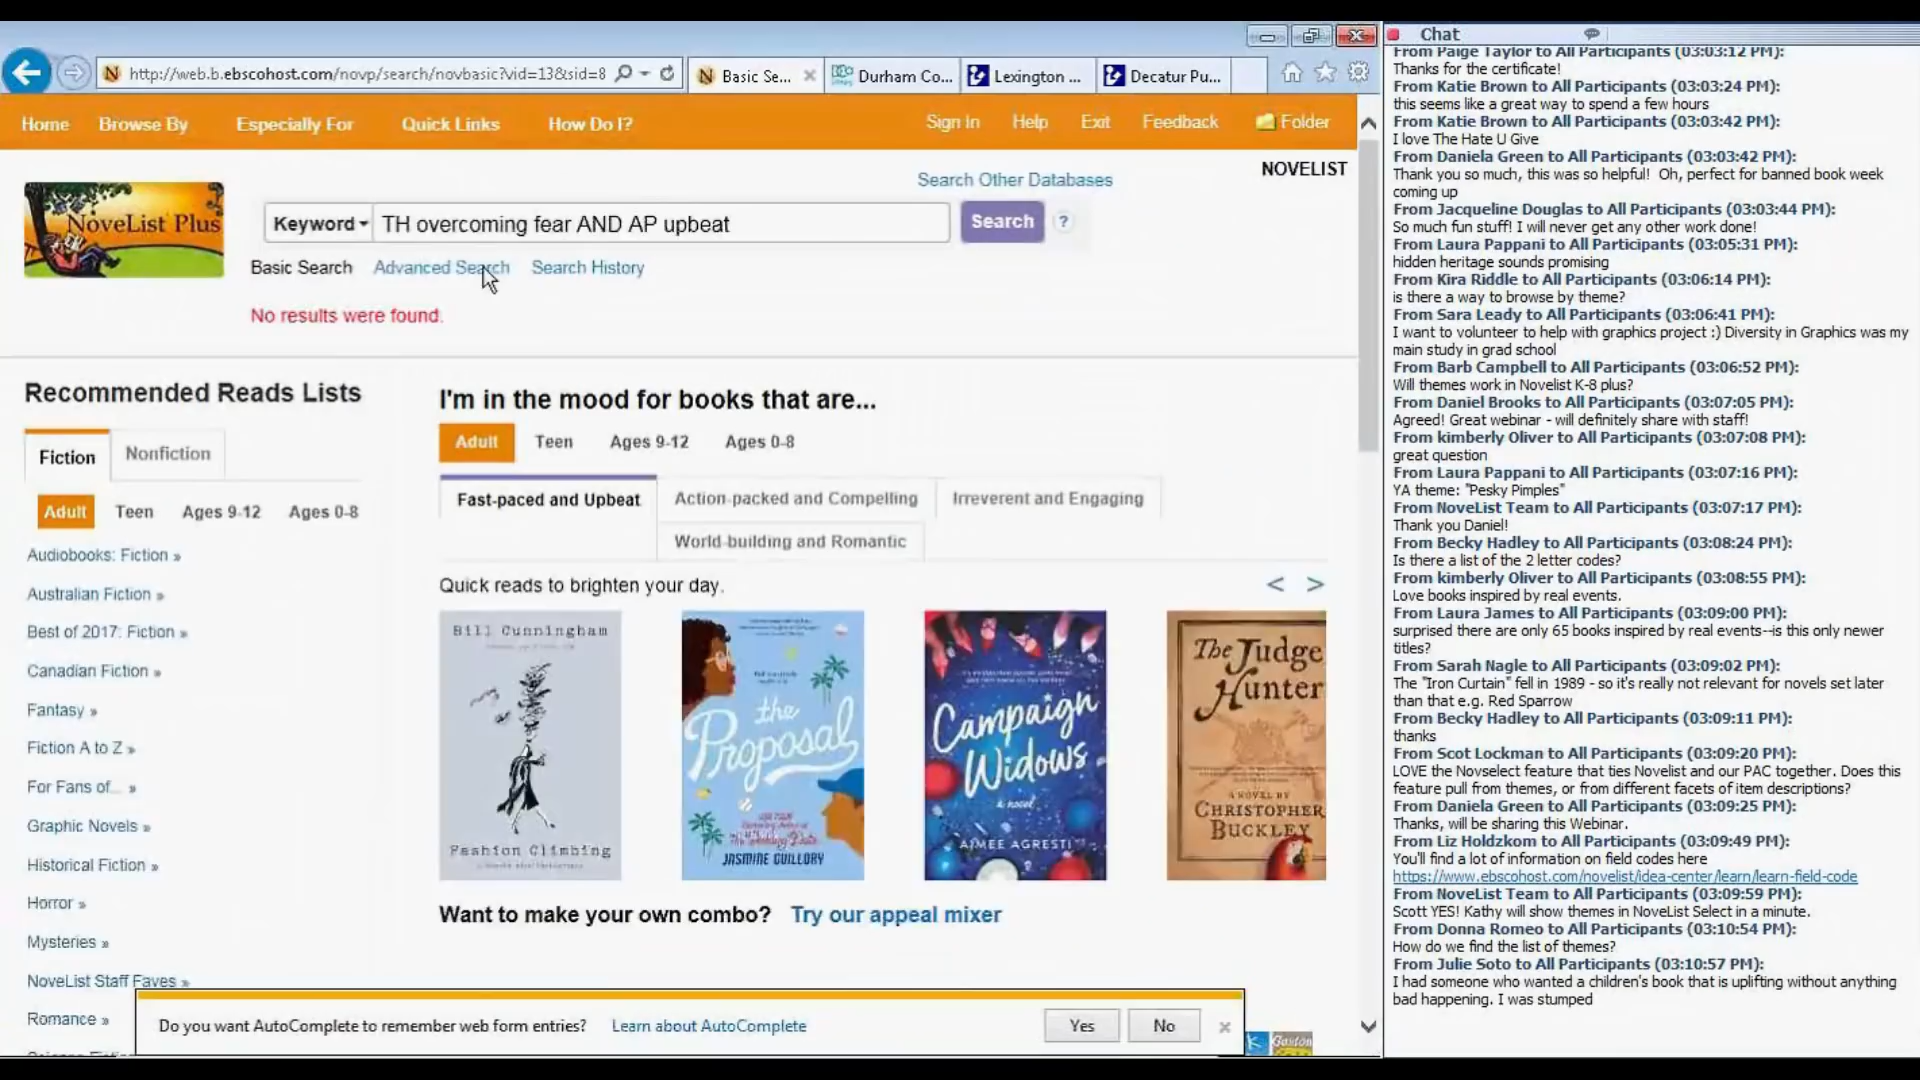 http://web.b.ebscohost.com/novp/search/novbasic?vid=13&sid=8
Basic Se...
Durham Co...
Lexington ...
Decatur Pu...
Home Browse By Especially For Quick Links How Do I?
Sign In Help Exit Feedback Folder
NOVELIST
Search Other Databases
NoveList Plus
Keyword TH overcoming fear AND AP upbeat Search ?
Basic Search Advanced Search Search History
No results were found.
Recommended Reads Lists
Fiction Nonfiction
Adult Teen Ages 9-12 Ages 0-8
Audiobooks: Fiction »
Australian Fiction »
Best of 2017: Fiction »
Canadian Fiction »
Fantasy »
Fiction A to Z »
For Fans of... »
Graphic Novels »
Historical Fiction »
Horror »
Mysteries »
NoveList Staff Faves »
Romance »
I'm in the mood for books that are...
Adult Teen Ages 9-12 Ages 0-8
Fast-paced and Upbeat Action-packed and Compelling Irreverent and Engaging
World-building and Romantic
Quick reads to brighten your day.
< >
Bill Cunningham
Fashion Climbing
the
Proposal
JASMINE GUILLORY
Campaign
Widows
a novel
AIMEE AGRESTI
The Judge
Hunter
A NOVEL BY
CHRISTOPHER
BUCKLEY
Want to make your own combo? Try our appeal mixer
Do you want AutoComplete to remember web form entries? Learn about AutoComplete Yes No ×
Gaston
Chat
From Paige Taylor to All Participants (03:03:12 PM):
Thanks for the certificate!
From Katie Brown to All Participants (03:03:24 PM):
this seems like a great way to spend a few hours
From Katie Brown to All Participants (03:03:42 PM):
I love The Hate U Give
From Daniela Green to All Participants (03:03:42 PM):
Thank you so much, this was so helpful! Oh, perfect for banned book week
coming up
From Jacqueline Douglas to All Participants (03:03:44 PM):
So much fun stuff! I will never get any other work done!
From Laura Pappani to All Participants (03:05:31 PM):
hidden heritage sounds promising
From Kira Riddle to All Participants (03:06:14 PM):
is there a way to browse by theme?
From Sara Leady to All Participants (03:06:41 PM):
I want to volunteer to help with graphics project :) Diversity in Graphics was my
main study in grad school
From Barb Campbell to All Participants (03:06:52 PM):
Will themes work in Novelist K-8 plus?
From Daniel Brooks to All Participants (03:07:05 PM):
Agreed! Great webinar - will definitely share with staff!
From kimberly Oliver to All Participants (03:07:08 PM):
great question
From Laura Pappani to All Participants (03:07:16 PM):
YA theme: "Pesky Pimples"
From NoveList Team to All Participants (03:07:17 PM):
Thank you Daniel!
From Becky Hadley to All Participants (03:08:24 PM):
Is there a list of the 2 letter codes?
From kimberly Oliver to All Participants (03:08:55 PM):
Love books inspired by real events.
From Laura James to All Participants (03:09:00 PM):
surprised there are only 65 books inspired by real events--is this only newer
titles?
From Sarah Nagle to All Participants (03:09:02 PM):
The "Iron Curtain" fell in 1989 - so it's really not relevant for novels set later
than that e.g. Red Sparrow
From Becky Hadley to All Participants (03:09:11 PM):
thanks
From Scot Lockman to All Participants (03:09:20 PM):
LOVE the Novselect feature that ties Novelist and our PAC together. Does this
feature pull from themes, or from different facets of item descriptions?
From Daniela Green to All Participants (03:09:25 PM):
Thanks, will be sharing this Webinar.
From Liz Holdzkom to All Participants (03:09:49 PM):
You'll find a lot of information on field codes here
https://www.ebscohost.com/novelist/idea-center/learn/learn-field-code
From NoveList Team to All Participants (03:09:59 PM):
Scott YES! Kathy will show themes in NoveList Select in a minute.
From Donna Romeo to All Participants (03:10:54 PM):
How do we find the list of themes?
From Julie Soto to All Participants (03:10:57 PM):
I had someone who wanted a children's book that is uplifting without anything
bad happening. I was stumped